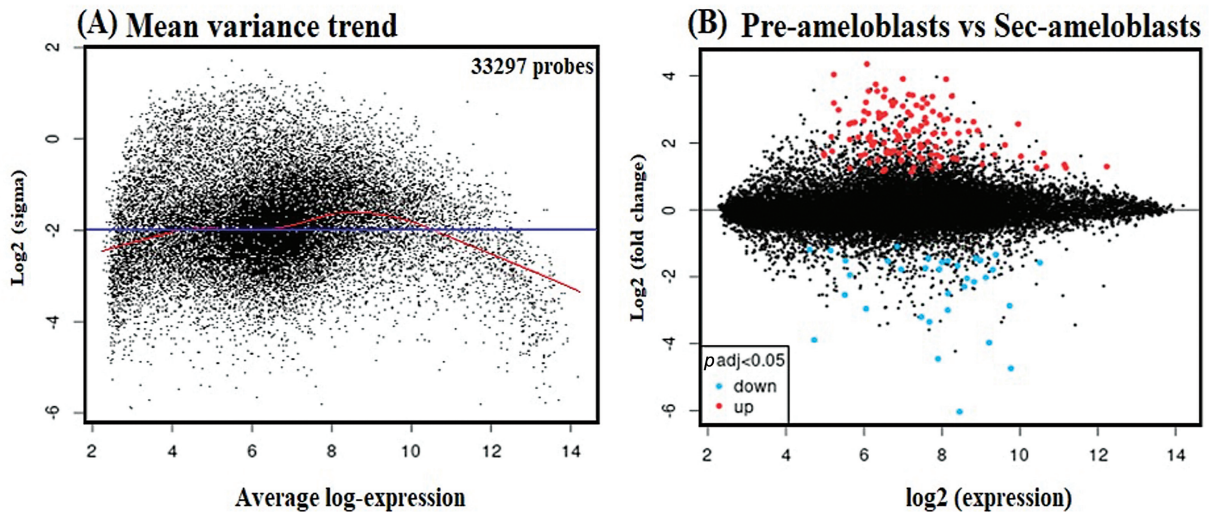 (A) Mean variance trend
33297 probes
2
0
-2
-4
-6
Log2 (sigma)
2 4 6 8 10 12 14
Average log-expression
(B) Pre-ameloblasts vs Sec-ameloblasts
4
2
0
-2
-4
-6
Log2 (fold change)
padj<0.05
down
up
2 4 6 8 10 12 14
log2 (expression)